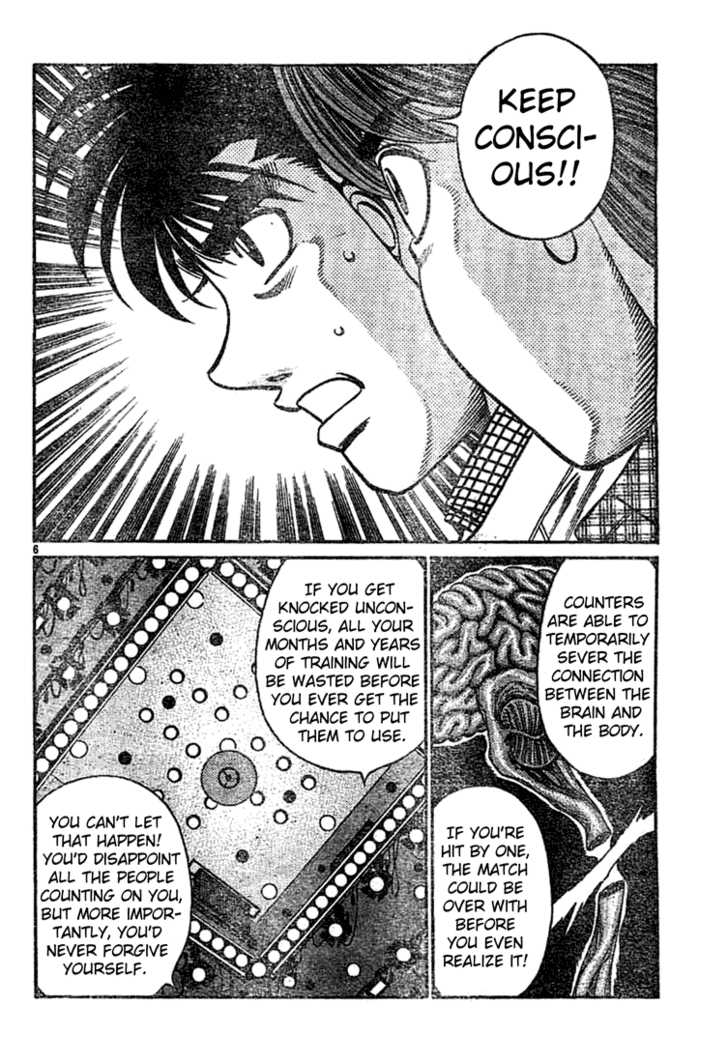 KEEP
CONSCI-
OUS!!
6
COUNTERS
ARE ABLE TO
TEMPORARILY
SEVER THE
CONNECTION
BETWEEN THE
BRAIN AND
THE BODY.
IF YOU'RE
HIT BY ONE,
THE MATCH
COULD BE
OVER WITH
BEFORE
YOU EVEN
REALIZE IT!
IF YOU GET
KNOCKED UNCON-
SCIOUS, ALL YOUR
MONTHS AND YEARS
OF TRAINING WILL
BE WASTED BEFORE
YOU EVER GET THE
CHANCE TO PUT
THEM TO USE.
YOU CAN'T LET
THAT HAPPEN!
YOU'D DISAPPOINT
ALL THE PEOPLE
COUNTING ON YOU,
BUT MORE IMPOR-
TANTLY, YOU'D
NEVER FORGIVE
YOURSELF.